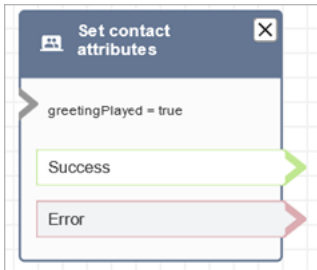 Set contact
attributes
greetingPlayed = true
Success
Error